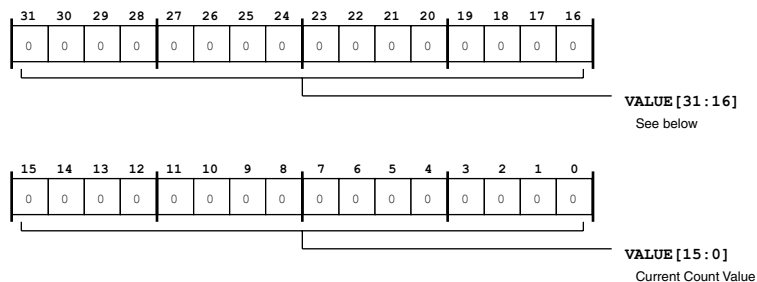 31 30 29 28 27 26 25 24 23 22 21 20 19 18 17 16
0 0 0 0 0 0 0 0 0 0 0 0 0 0 0 0
VALUE[31:16]
See below
15 14 13 12 11 10 9 8 7 6 5 4 3 2 1 0
0 0 0 0 0 0 0 0 0 0 0 0 0 0 0 0
VALUE[15:0]
Current Count Value